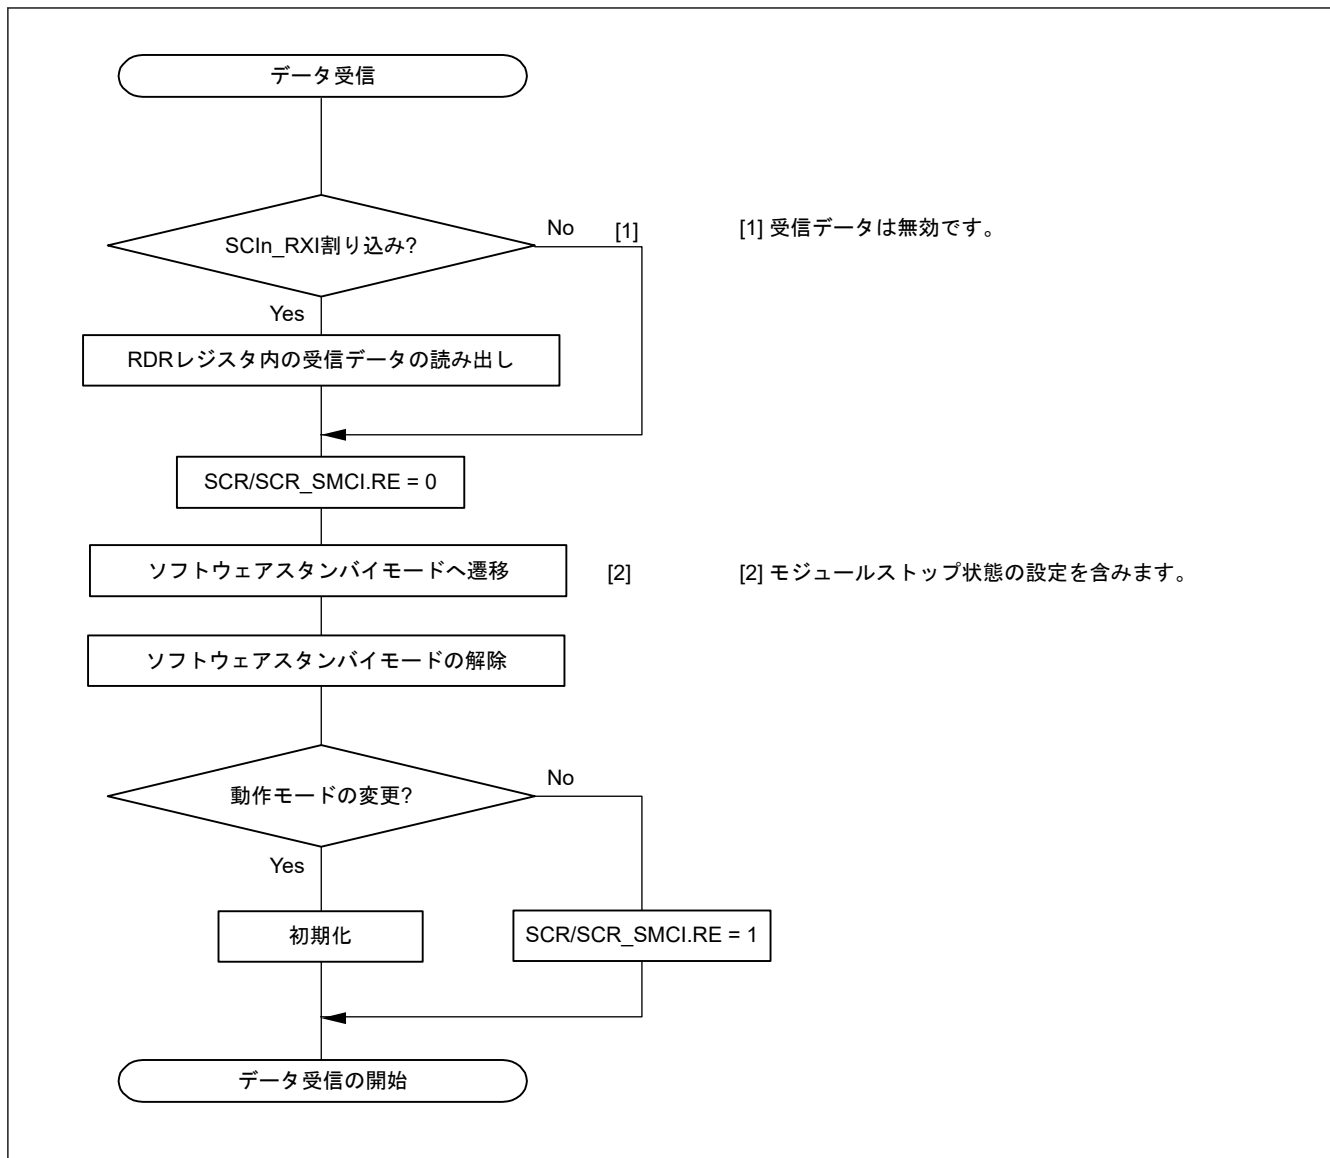 データ受信
SCIn_RXI割り込み?
No
[1]
[1] 受信データは無効です。
Yes
RDRレジスタ内の受信データの読み出し
SCR/SCR_SMCI.RE = 0
ソフトウェアスタンバイモードへ遷移
[2]
[2] モジュールストップ状態の設定を含みます。
ソフトウェアスタンバイモードの解除
動作モードの変更?
No
Yes
初期化
SCR/SCR_SMCI.RE = 1
データ受信の開始